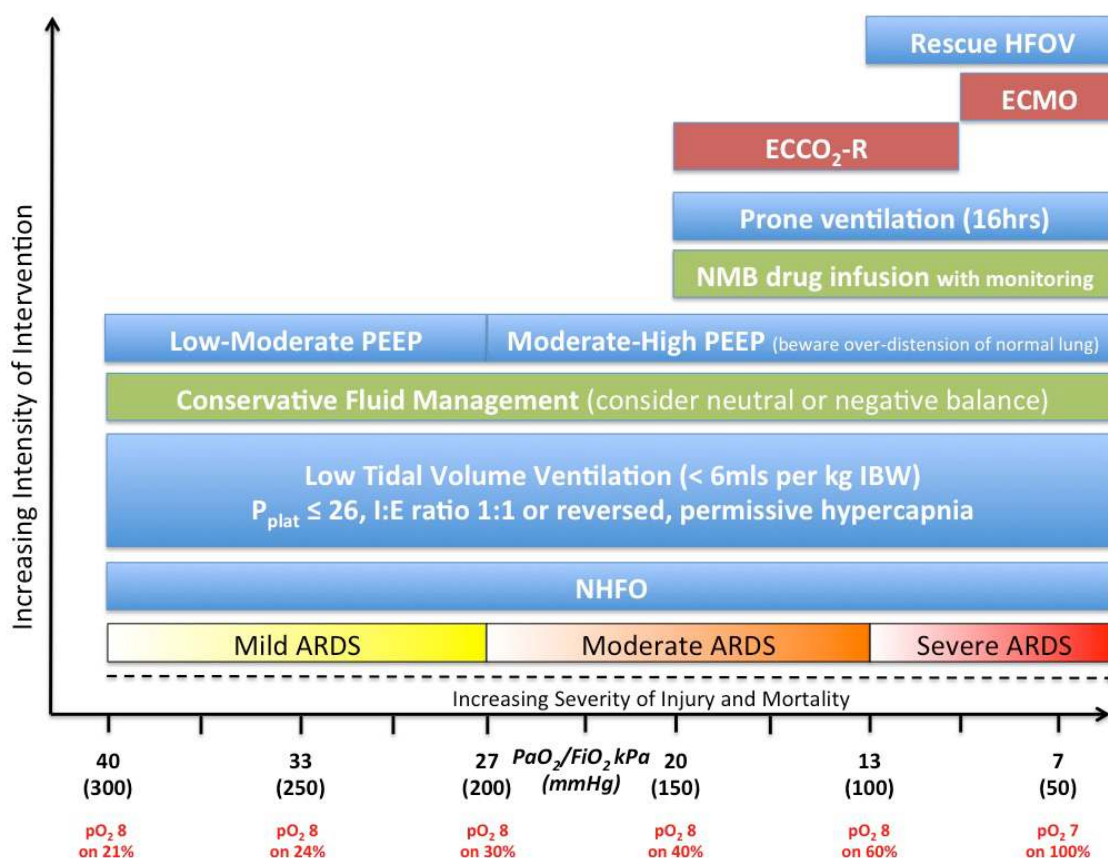 Rescue HFOV
ECMO
ECCO₂-R
Prone ventilation (16hrs)
NMB drug infusion with monitoring
Low-Moderate PEEP
Moderate-High PEEP (beware over-distension of normal lung)
Conservative Fluid Management (consider neutral or negative balance)
Low Tidal Volume Ventilation (< 6mls per kg IBW)
Pplat ≤ 26, I:E ratio 1:1 or reversed, permissive hypercapnia
NHFO
Mild ARDS
Moderate ARDS
Severe ARDS
Increasing Severity of Injury and Mortality
Increasing Intensity of Intervention
40
(300)
33
(250)
27
(200)
PaO₂/FiO₂ kPa
(mmHg)
20
(150)
13
(100)
7
(50)
pO₂ 8
on 21%
pO₂ 8
on 24%
pO₂ 8
on 30%
pO₂ 8
on 40%
pO₂ 8
on 60%
pO₂ 7
on 100%